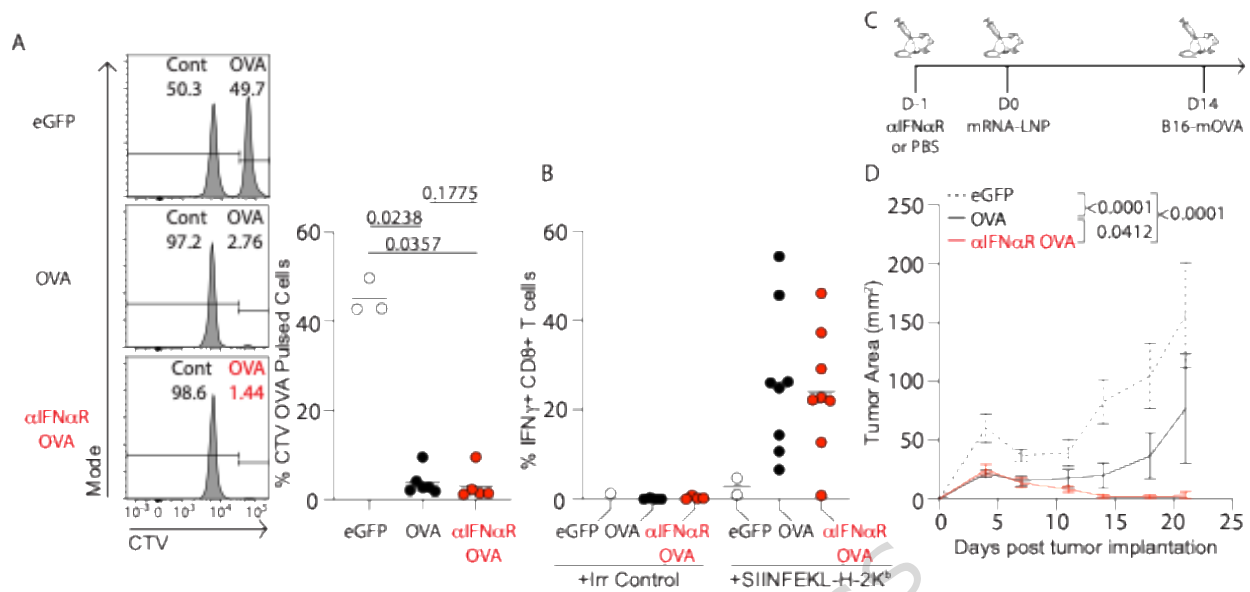 A
Cont OVA
50.3 49.7
eGFP
Cont OVA
97.2 2.76
OVA
Cont OVA
98.6 1.44
αIFNαR
OVA
Mode
-10³ 0 10³ 10⁴ 10⁵
CTV
% CTV OVA Pulsed Cells
60
40
20
0
0.1775
0.0238
0.0357
eGFP OVA αIFNαR
OVA
B
% IFNγ+ CD8+ T cells
60
40
20
0
eGFP OVA αIFNαR
OVA
eGFP OVA αIFNαR
OVA
+Irr Control
+SIINFEKL-H-2Kᵇ
C
D-1
αIFNαR
or PBS
D0
mRNA-LNP
D14
B16-mOVA
D
eGFP
OVA
αIFNαR OVA
<0.0001
0.0412
<0.0001
Tumor Area (mm²)
250
200
150
100
50
0
0 5 10 15 20 25
Days post tumor implantation